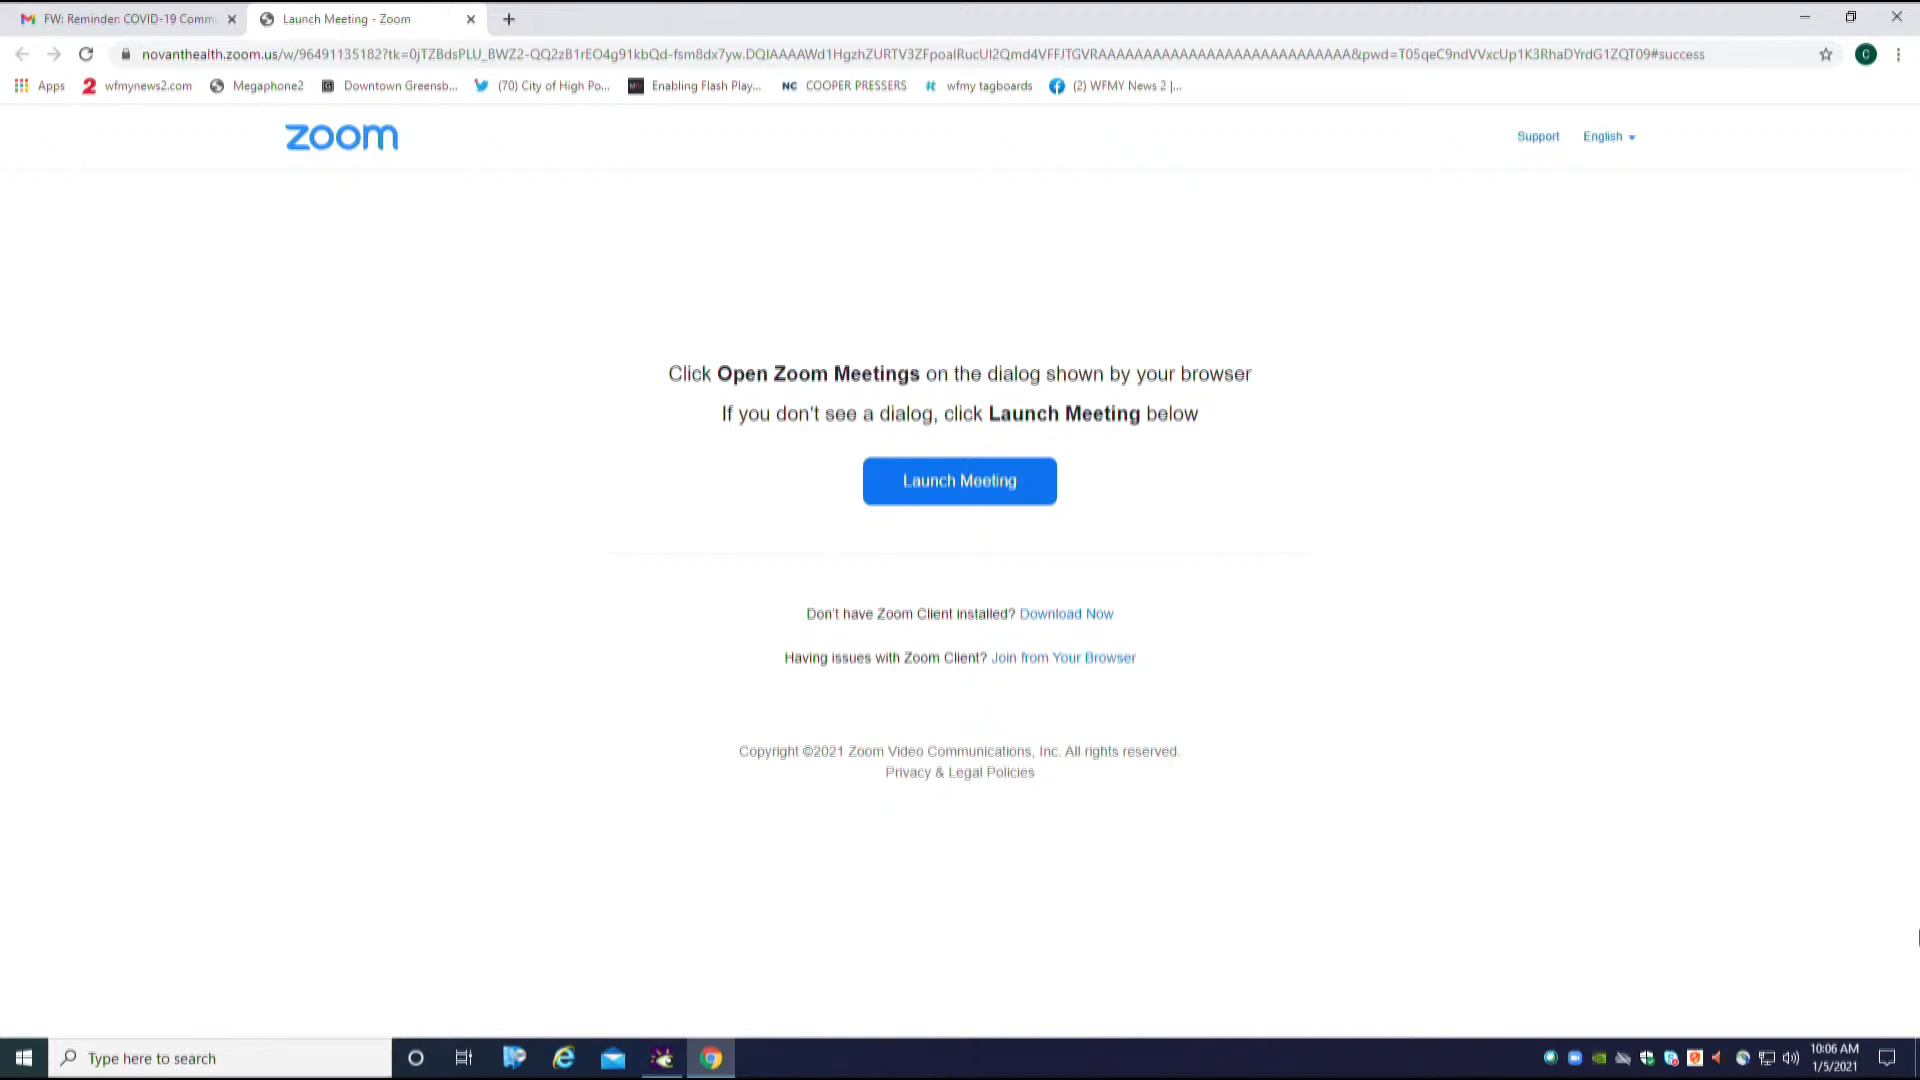 FW: Reminder: COVID-19 Comm
Launch Meeting - Zoom
novanthealth.zoom.us/w/96491135182?tk=0jTZBdsPLU_BWZ2-QQ2zB1rEO4g91kbQd-fsm8dx7yw.DQIAAAAWd1HgzhZURTV3ZFpoalRucUI2Qmd4VFFJTGVRAAAAAAAAAAAAAAAAAAAAAAAAAAAA&pwd=T05qeC9ndVVxcUp1K3RhaDYrdG1ZQT09#success
C
Apps
2 wfmynews2.com
Megaphone2
Downtown Greensb...
(70) City of High Po...
Enabling Flash Play...
NC COOPER PRESSERS
tt wfmy tagboards
(2) WFMY News 2 |...
zoom
Support
English
Click Open Zoom Meetings on the dialog shown by your browser
If you don't see a dialog, click Launch Meeting below
Launch Meeting
Don't have Zoom Client installed? Download Now
Having issues with Zoom Client? Join from Your Browser
Copyright ©2021 Zoom Video Communications, Inc. All rights reserved.
Privacy & Legal Policies
Type here to search
10:06 AM
1/5/2021